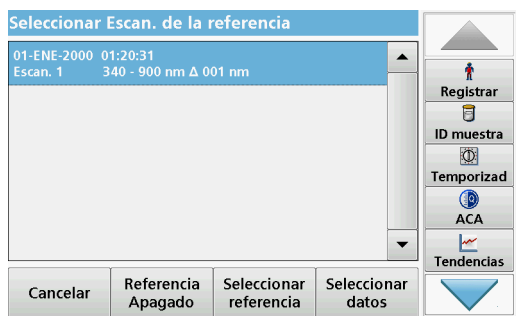 Seleccionar Escan. de la referencia
01-ENE-2000 01:20:31
Escan. 1 340 - 900 nm Δ 001 nm
Registrar
ID muestra
Temporizad
ACA
Tendencias
Cancelar
Referencia
Apagado
Seleccionar
referencia
Seleccionar
datos